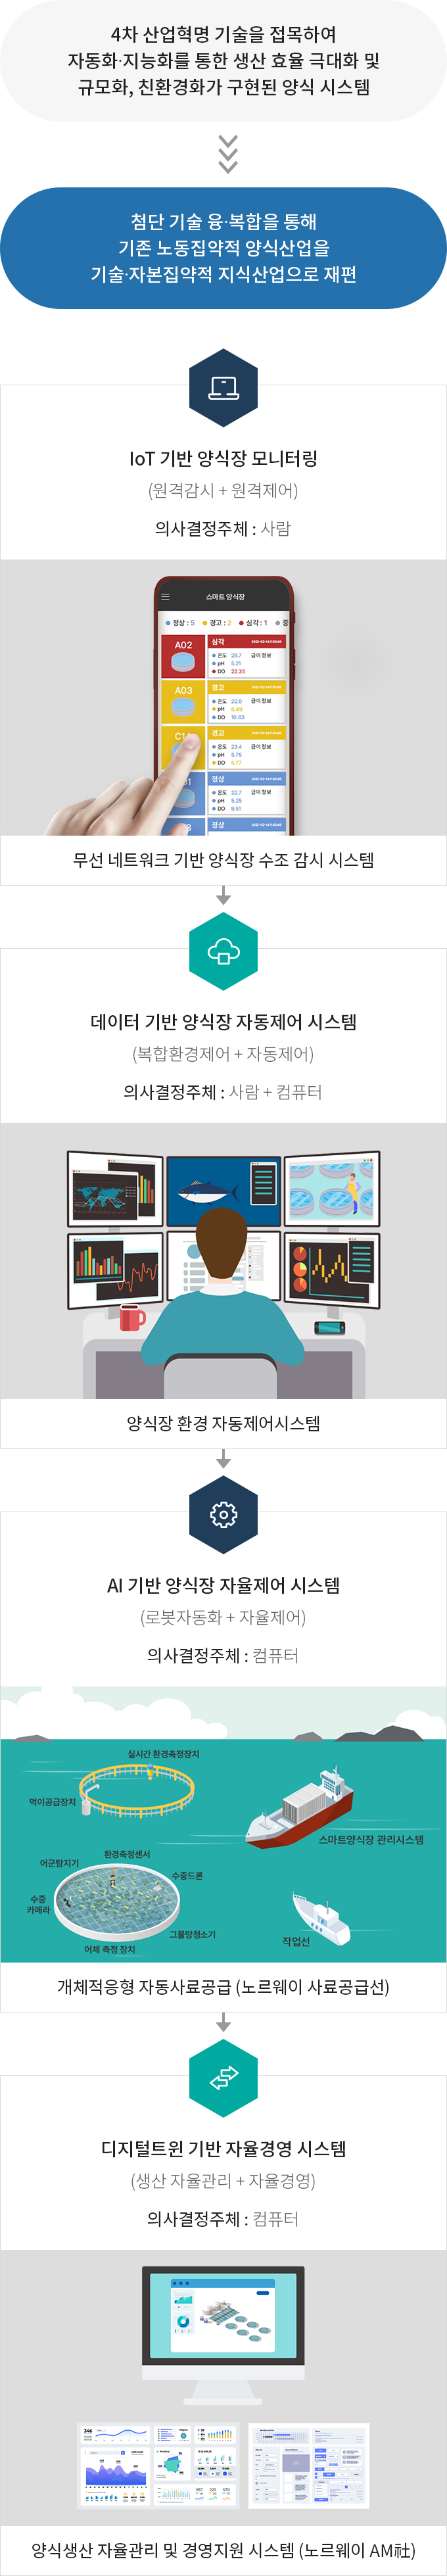 4차 산업혁명 기술을 접목하여
자동화·지능화를 통한 생산 효율 극대화 및
규모화, 친환경화가 구현된 양식 시스템
첨단 기술 융·복합을 통해
기존 노동집약적 양식산업을
기술·자본집약적 지식산업으로 재편
IoT 기반 양식장 모니터링
(원격감시 + 원격제어)
의사결정주체 : 사람
스마트 양식장
정상 : 5 경고 : 2 심각 : 1 중
A02 심각
온도 28.7 급이정보
pH 5.21
DO 22.35
A03 경고
온도 22.0 급이정보
pH 6.49
DO 10.63
경고
온도 23.4 급이정보
pH 5.75
DO 5.77
정상
온도 22.7 급이정보
pH 5.25
DO 9.51
정상
무선 네트워크 기반 양식장 수조 감시 시스템
데이터 기반 양식장 자동제어 시스템
(복합환경제어 + 자동제어)
의사결정주체 : 사람 + 컴퓨터
양식장 환경 자동제어시스템
AI 기반 양식장 자율제어 시스템
(로봇자동화 + 자율제어)
의사결정주체 : 컴퓨터
실시간 환경측정장치
먹이공급장치
스마트양식장 관리시스템
환경측정센서
어군탐지기
수중드론
수중
카메라
그물망청소기
어체 측정 장치
작업선
개체적응형 자동사료공급 (노르웨이 사료공급선)
디지털트윈 기반 자율경영 시스템
(생산 자율관리 + 자율경영)
의사결정주체 : 컴퓨터
346
양식생산 자율관리 및 경영지원 시스템 (노르웨이 AM社)